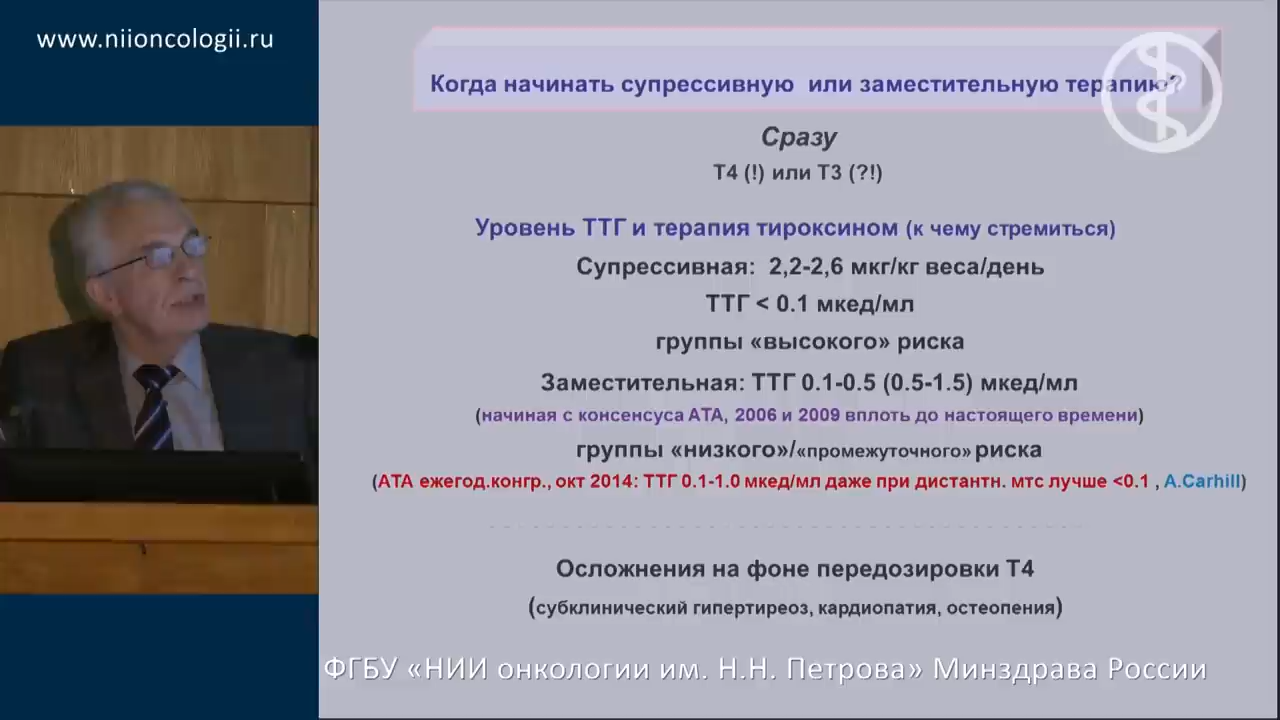 www.niioncologii.ru
Когда начинать супрессивную или заместительную терапию?
Сразу
Т4 (!) или Т3 (?!)
Уровень ТТГ и терапия тироксином (к чему стремиться)
Супрессивная: 2,2-2,6 мкг/кг веса/день
ТТГ < 0.1 мкед/мл
группы «высокого» риска
Заместительная: ТТГ 0.1-0.5 (0.5-1.5) мкед/мл
(начиная с консенсуса АТА, 2006 и 2009 вплоть до настоящего времени)
группы «низкого»/«промежуточного» риска
(АТА ежегод.конгр., окт 2014: ТТГ 0.1-1.0 мкед/мл даже при дистантн. мтс лучше <0.1 , A.Carhill)
Осложнения на фоне передозировки Т4
(субклинический гипертиреоз, кардиопатия, остеопения)
ФГБУ «НИИ онкологии им. Н.Н. Петрова» Минздрава России